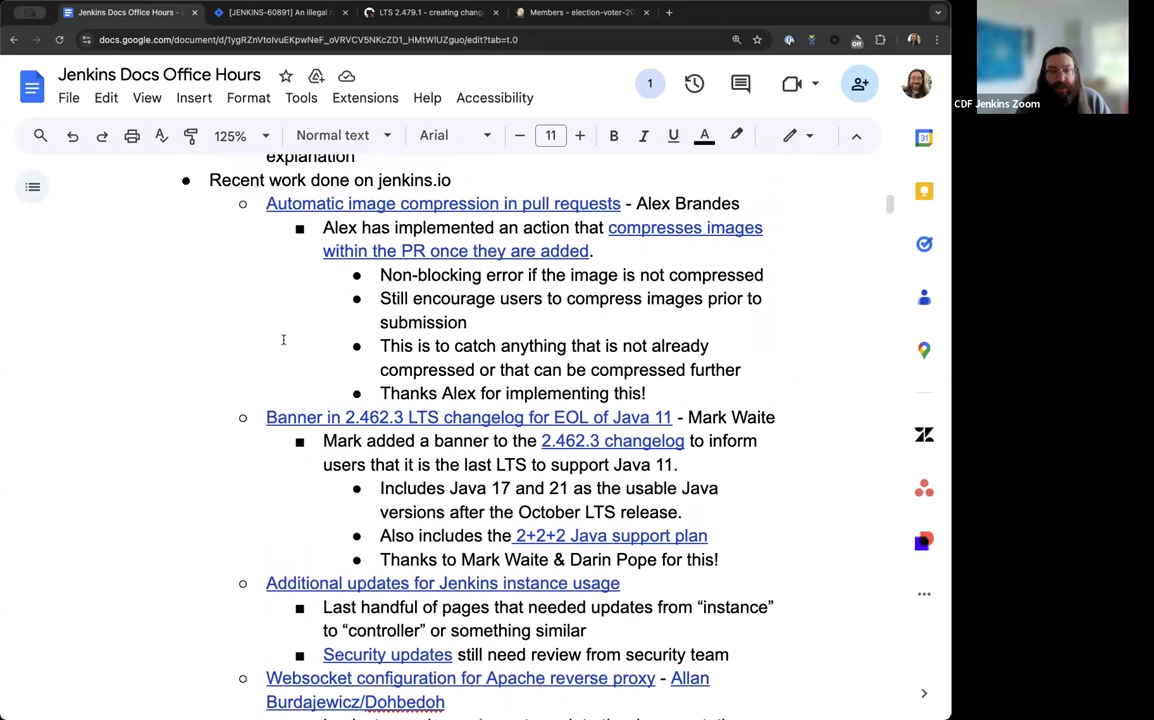 Jenkins Docs Office Hours - 
[JENKINS-60891] An illegal r
LTS 2.479.1 - creating chang
Members - election-voter-20
docs.google.com/document/d/1ygRZnVtoIvuEKpwNeF_oVRVCV5NKcZD1_HMtWlUZguo/edit?tab=t.0
Off
Jenkins Docs Office Hours
File Edit View Insert Format Tools Extensions Help Accessibility
1
125% Normal text Arial 11 B I U A
31
explanation
● Recent work done on jenkins.io
○ Automatic image compression in pull requests - Alex Brandes
■ Alex has implemented an action that compresses images
within the PR once they are added.
● Non-blocking error if the image is not compressed
● Still encourage users to compress images prior to
submission
● This is to catch anything that is not already
compressed or that can be compressed further
● Thanks Alex for implementing this!
○ Banner in 2.462.3 LTS changelog for EOL of Java 11 - Mark Waite
■ Mark added a banner to the 2.462.3 changelog to inform
users that it is the last LTS to support Java 11.
● Includes Java 17 and 21 as the usable Java
versions after the October LTS release.
● Also includes the 2+2+2 Java support plan
● Thanks to Mark Waite & Darin Pope for this!
○ Additional updates for Jenkins instance usage
■ Last handful of pages that needed updates from “instance”
to “controller” or something similar
■ Security updates still need review from security team
○ Websocket configuration for Apache reverse proxy - Allan
Burdajewicz/Dohbedoh
CDF Jenkins Zoom